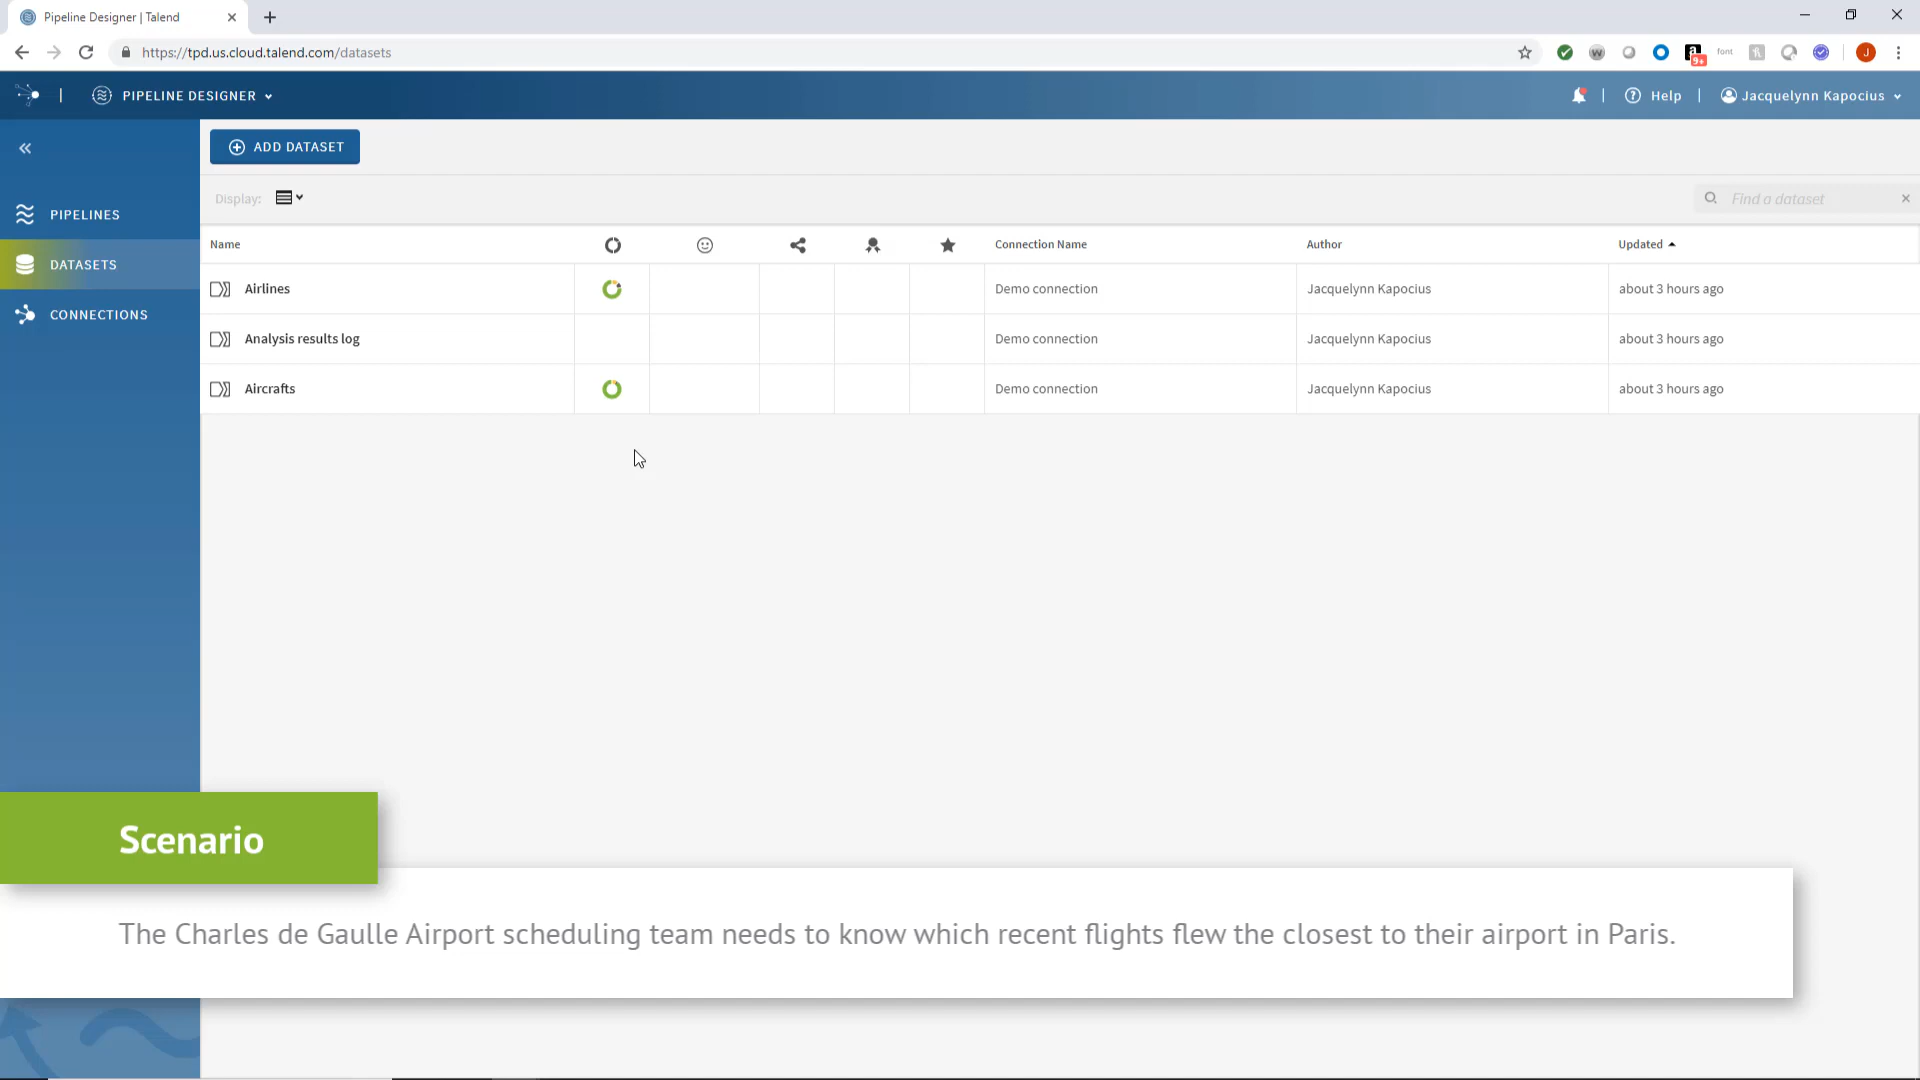 Pipeline Designer | Talend
https://tpd.us.cloud.talend.com/datasets
W
a
9+
font
J
PIPELINE DESIGNER
Help
Jacquelynn Kapocius
ADD DATASET
PIPELINES
DATASETS
CONNECTIONS
Display:
Find a dataset
Name Connection Name Author Updated
Airlines Demo connection Jacquelynn Kapocius about 3 hours ago
Analysis results log Demo connection Jacquelynn Kapocius about 3 hours ago
Aircrafts Demo connection Jacquelynn Kapocius about 3 hours ago
Scenario
The Charles de Gaulle Airport scheduling team needs to know which recent flights flew the closest to their airport in Paris.